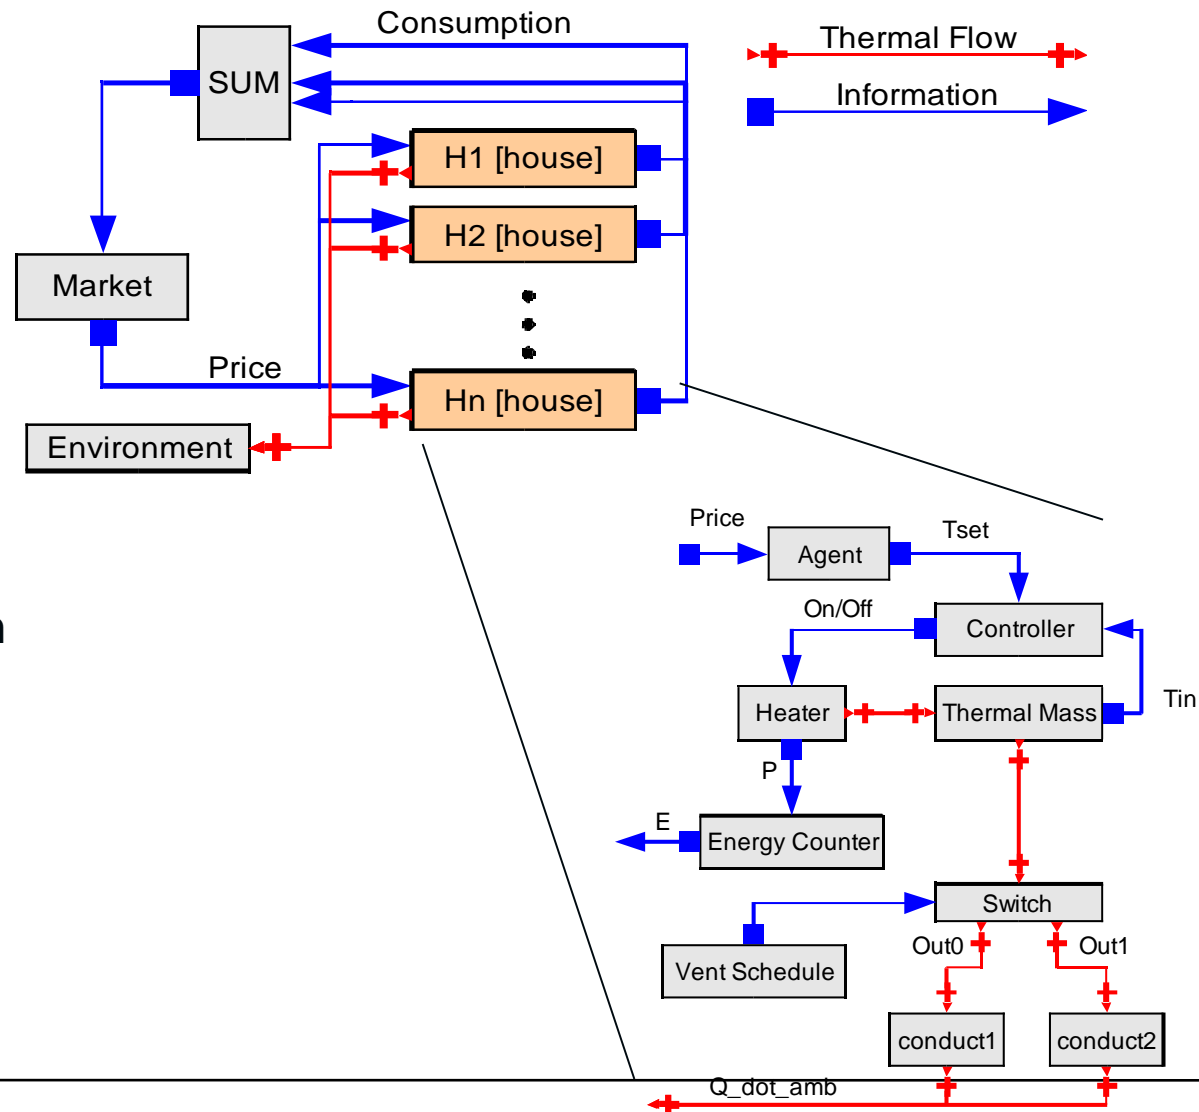 Consumption
Thermal Flow
SUM
Information
H1 [house]
H2 [house]
Market
Price
Hn [house]
Environment
Price
Tset
Agent
On/Off
Controller
n
Heater
Thermal Mass
Tin
P
E
Energy Counter
Switch
Out0
Out1
Vent Schedule
conduct1
conduct2
Q_dot_amb